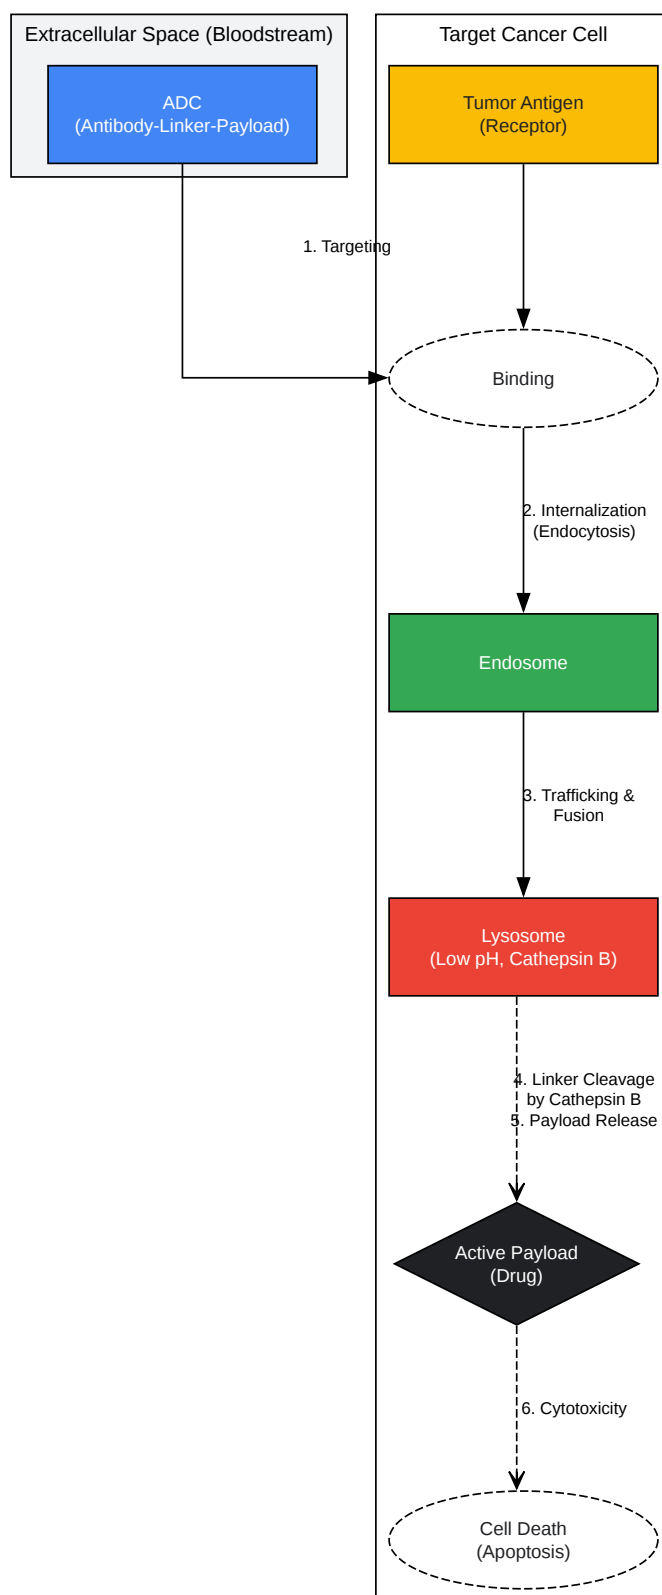 Extracellular Space (Bloodstream)
Target Cancer Cell
ADC
(Antibody-Linker-Payload)
Tumor Antigen
(Receptor)
1. Targeting
Binding
2. Internalization
(Endocytosis)
Endosome
3. Trafficking &
Fusion
Lysosome
(Low pH, Cathepsin B)
4. Linker Cleavage
by Cathepsin B
5. Payload Release
Active Payload
(Drug)
6. Cytotoxicity
Cell Death
(Apoptosis)